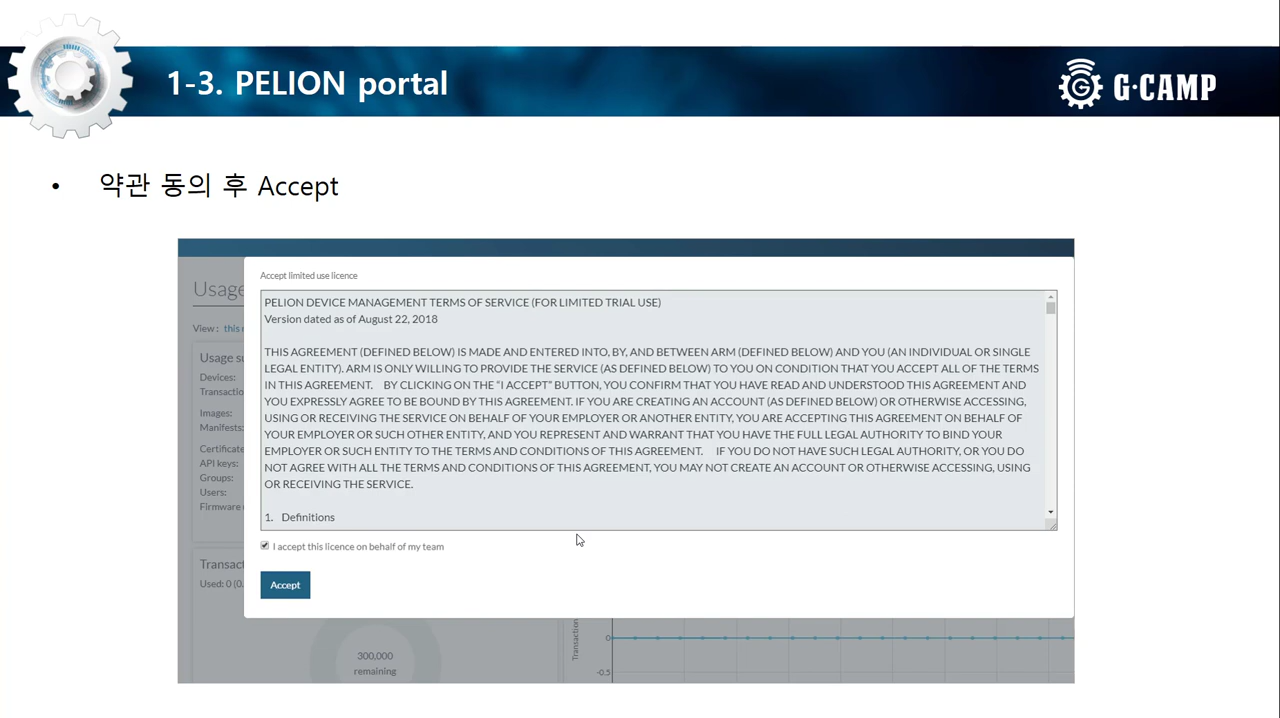 1-3. PELION portal
G·CAMP
• 약관 동의 후 Accept
Usage
View : this
Usage su
Devices:
Transactio
Images:
Manifests:
Certificate
API keys:
Groups:
Users:
Firmware
Transact
Used: 0 (0.
300,000
remaining
Accept limited use licence
PELION DEVICE MANAGEMENT TERMS OF SERVICE (FOR LIMITED TRIAL USE)
Version dated as of August 22, 2018
THIS AGREEMENT (DEFINED BELOW) IS MADE AND ENTERED INTO, BY, AND BETWEEN ARM (DEFINED BELOW) AND YOU (AN INDIVIDUAL OR SINGLE
LEGAL ENTITY). ARM IS ONLY WILLING TO PROVIDE THE SERVICE (AS DEFINED BELOW) TO YOU ON CONDITION THAT YOU ACCEPT ALL OF THE TERMS
IN THIS AGREEMENT. BY CLICKING ON THE “I ACCEPT” BUTTON, YOU CONFIRM THAT YOU HAVE READ AND UNDERSTOOD THIS AGREEMENT AND
YOU EXPRESSLY AGREE TO BE BOUND BY THIS AGREEMENT. IF YOU ARE CREATING AN ACCOUNT (AS DEFINED BELOW) OR OTHERWISE ACCESSING,
USING OR RECEIVING THE SERVICE ON BEHALF OF YOUR EMPLOYER OR ANOTHER ENTITY, YOU ARE ACCEPTING THIS AGREEMENT ON BEHALF OF
YOUR EMPLOYER OR SUCH OTHER ENTITY, AND YOU REPRESENT AND WARRANT THAT YOU HAVE THE FULL LEGAL AUTHORITY TO BIND YOUR
EMPLOYER OR SUCH ENTITY TO THE TERMS AND CONDITIONS OF THIS AGREEMENT. IF YOU DO NOT HAVE SUCH LEGAL AUTHORITY, OR YOU DO
NOT AGREE WITH ALL THE TERMS AND CONDITIONS OF THIS AGREEMENT, YOU MAY NOT CREATE AN ACCOUNT OR OTHERWISE ACCESSING, USING
OR RECEIVING THE SERVICE.
1. Definitions
I accept this licence on behalf of my team
Accept
Transaction
0
-0.5